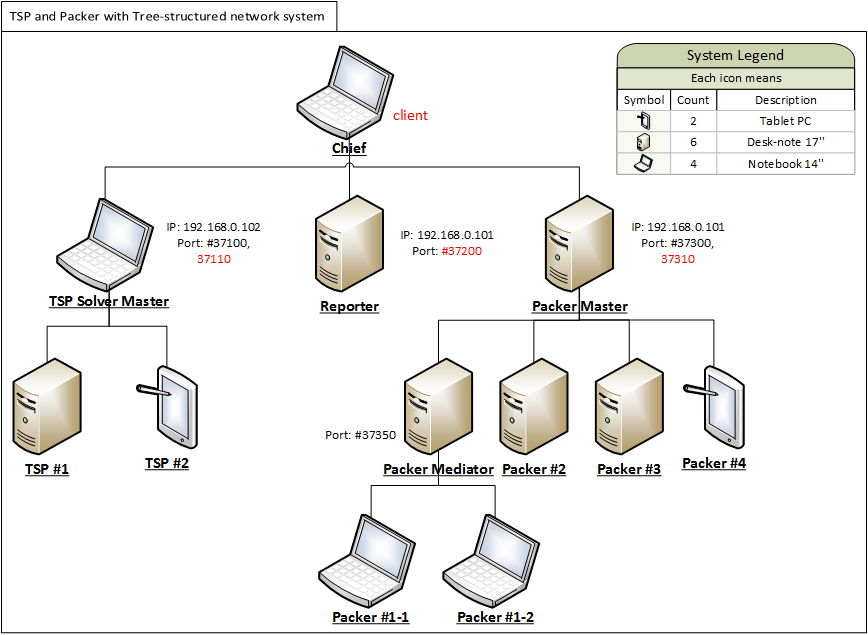 TSP and Packer with Tree-structured network system
System Legend
Each icon means
Symbol Count Description
2 Tablet PC
6 Desk-note 17"
4 Notebook 14"
client
Chief
IP: 192.168.0.102
Port: #37100,
37110
TSP Solver Master
IP: 192.168.0.101
Port: #37200
Reporter
IP: 192.168.0.101
Port: #37300,
37310
Packer Master
TSP #1
TSP #2
Port: #37350
Packer Mediator
Packer #2
Packer #3
Packer #4
Packer #1-1
Packer #1-2